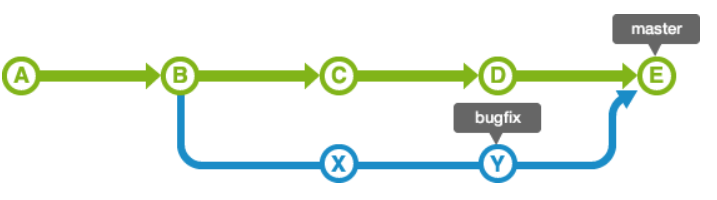 master
A B C D E
bugfix
X Y